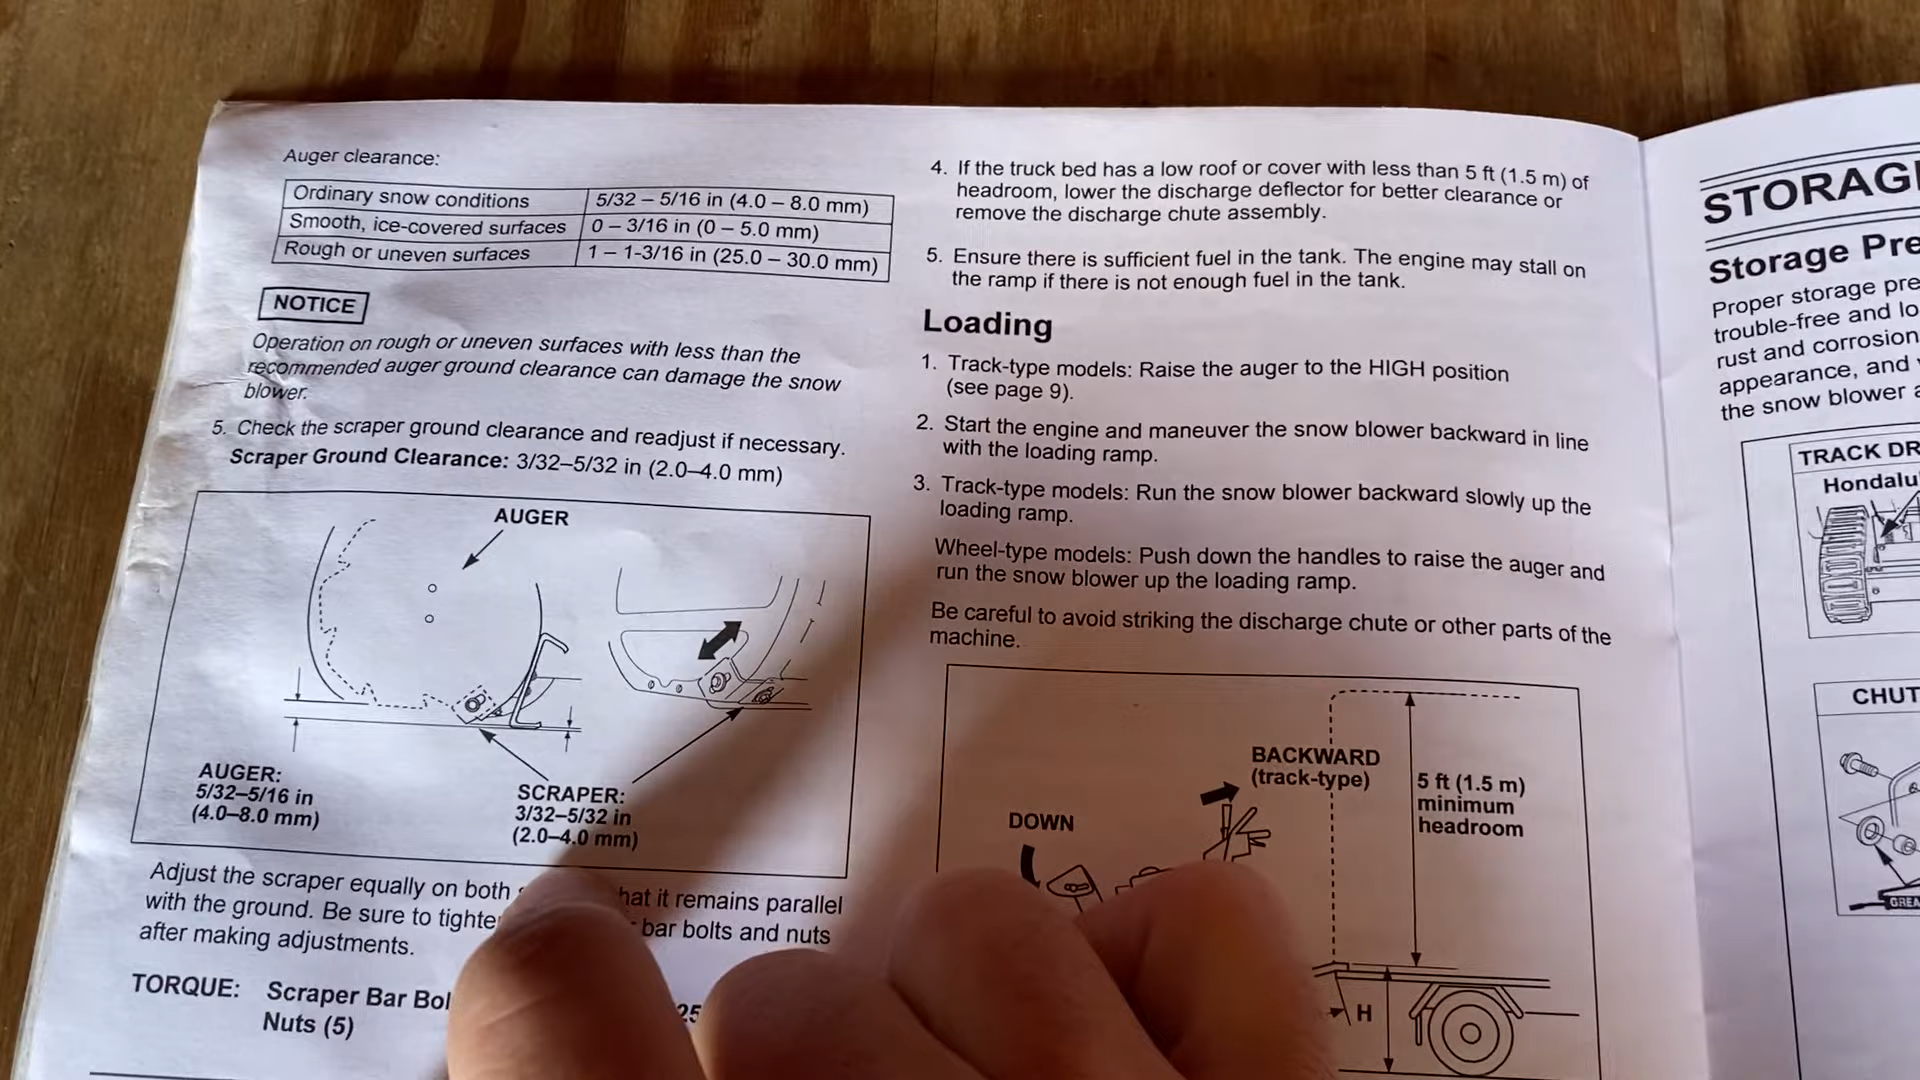 Auger clearance:
Ordinary snow conditions 5/32 – 5/16 in (4.0 – 8.0 mm)
Smooth, ice-covered surfaces 0 – 3/16 in (0 – 5.0 mm)
Rough or uneven surfaces 1 – 1-3/16 in (25.0 – 30.0 mm)
NOTICE
Operation on rough or uneven surfaces with less than the
recommended auger ground clearance can damage the snow
blower.
5. Check the scraper ground clearance and readjust if necessary.
Scraper Ground Clearance: 3/32–5/32 in (2.0–4.0 mm)
AUGER
AUGER:
5/32–5/16 in
(4.0–8.0 mm)
SCRAPER:
3/32–5/32 in
(2.0–4.0 mm)
Adjust the scraper equally on both hat it remains parallel
with the ground. Be sure to tighte bar bolts and nuts
after making adjustments.
TORQUE: Scraper Bar Bol 25
Nuts (5)
4. If the truck bed has a low roof or cover with less than 5 ft (1.5 m) of
headroom, lower the discharge deflector for better clearance or
remove the discharge chute assembly.
5. Ensure there is sufficient fuel in the tank. The engine may stall on
the ramp if there is not enough fuel in the tank.
Loading
1. Track-type models: Raise the auger to the HIGH position
(see page 9).
2. Start the engine and maneuver the snow blower backward in line
with the loading ramp.
3. Track-type models: Run the snow blower backward slowly up the
loading ramp.
Wheel-type models: Push down the handles to raise the auger and
run the snow blower up the loading ramp.
Be careful to avoid striking the discharge chute or other parts of the
machine.
BACKWARD
(track-type)
5 ft (1.5 m)
minimum
headroom
DOWN
H
STORAG
Storage Pre
Proper storage pre
trouble-free and lo
rust and corrosion
appearance, and
the snow blower a
TRACK DR
Hondalu
CHUT
GREA